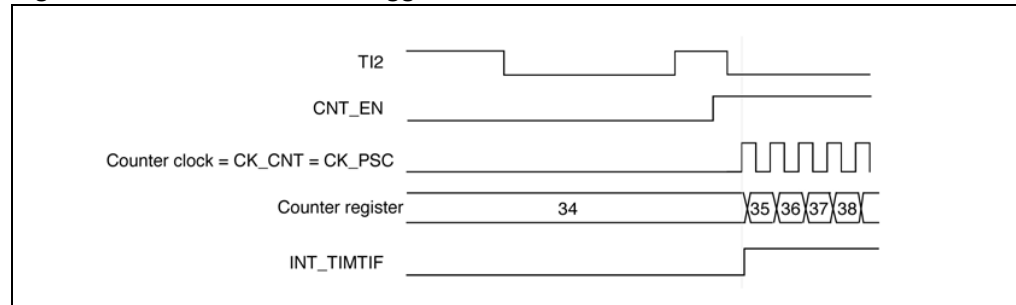 TI2
CNT_EN
Counter clock = CK_CNT = CK_PSC
Counter register 34 35 36 37 38
INT_TIMTIF